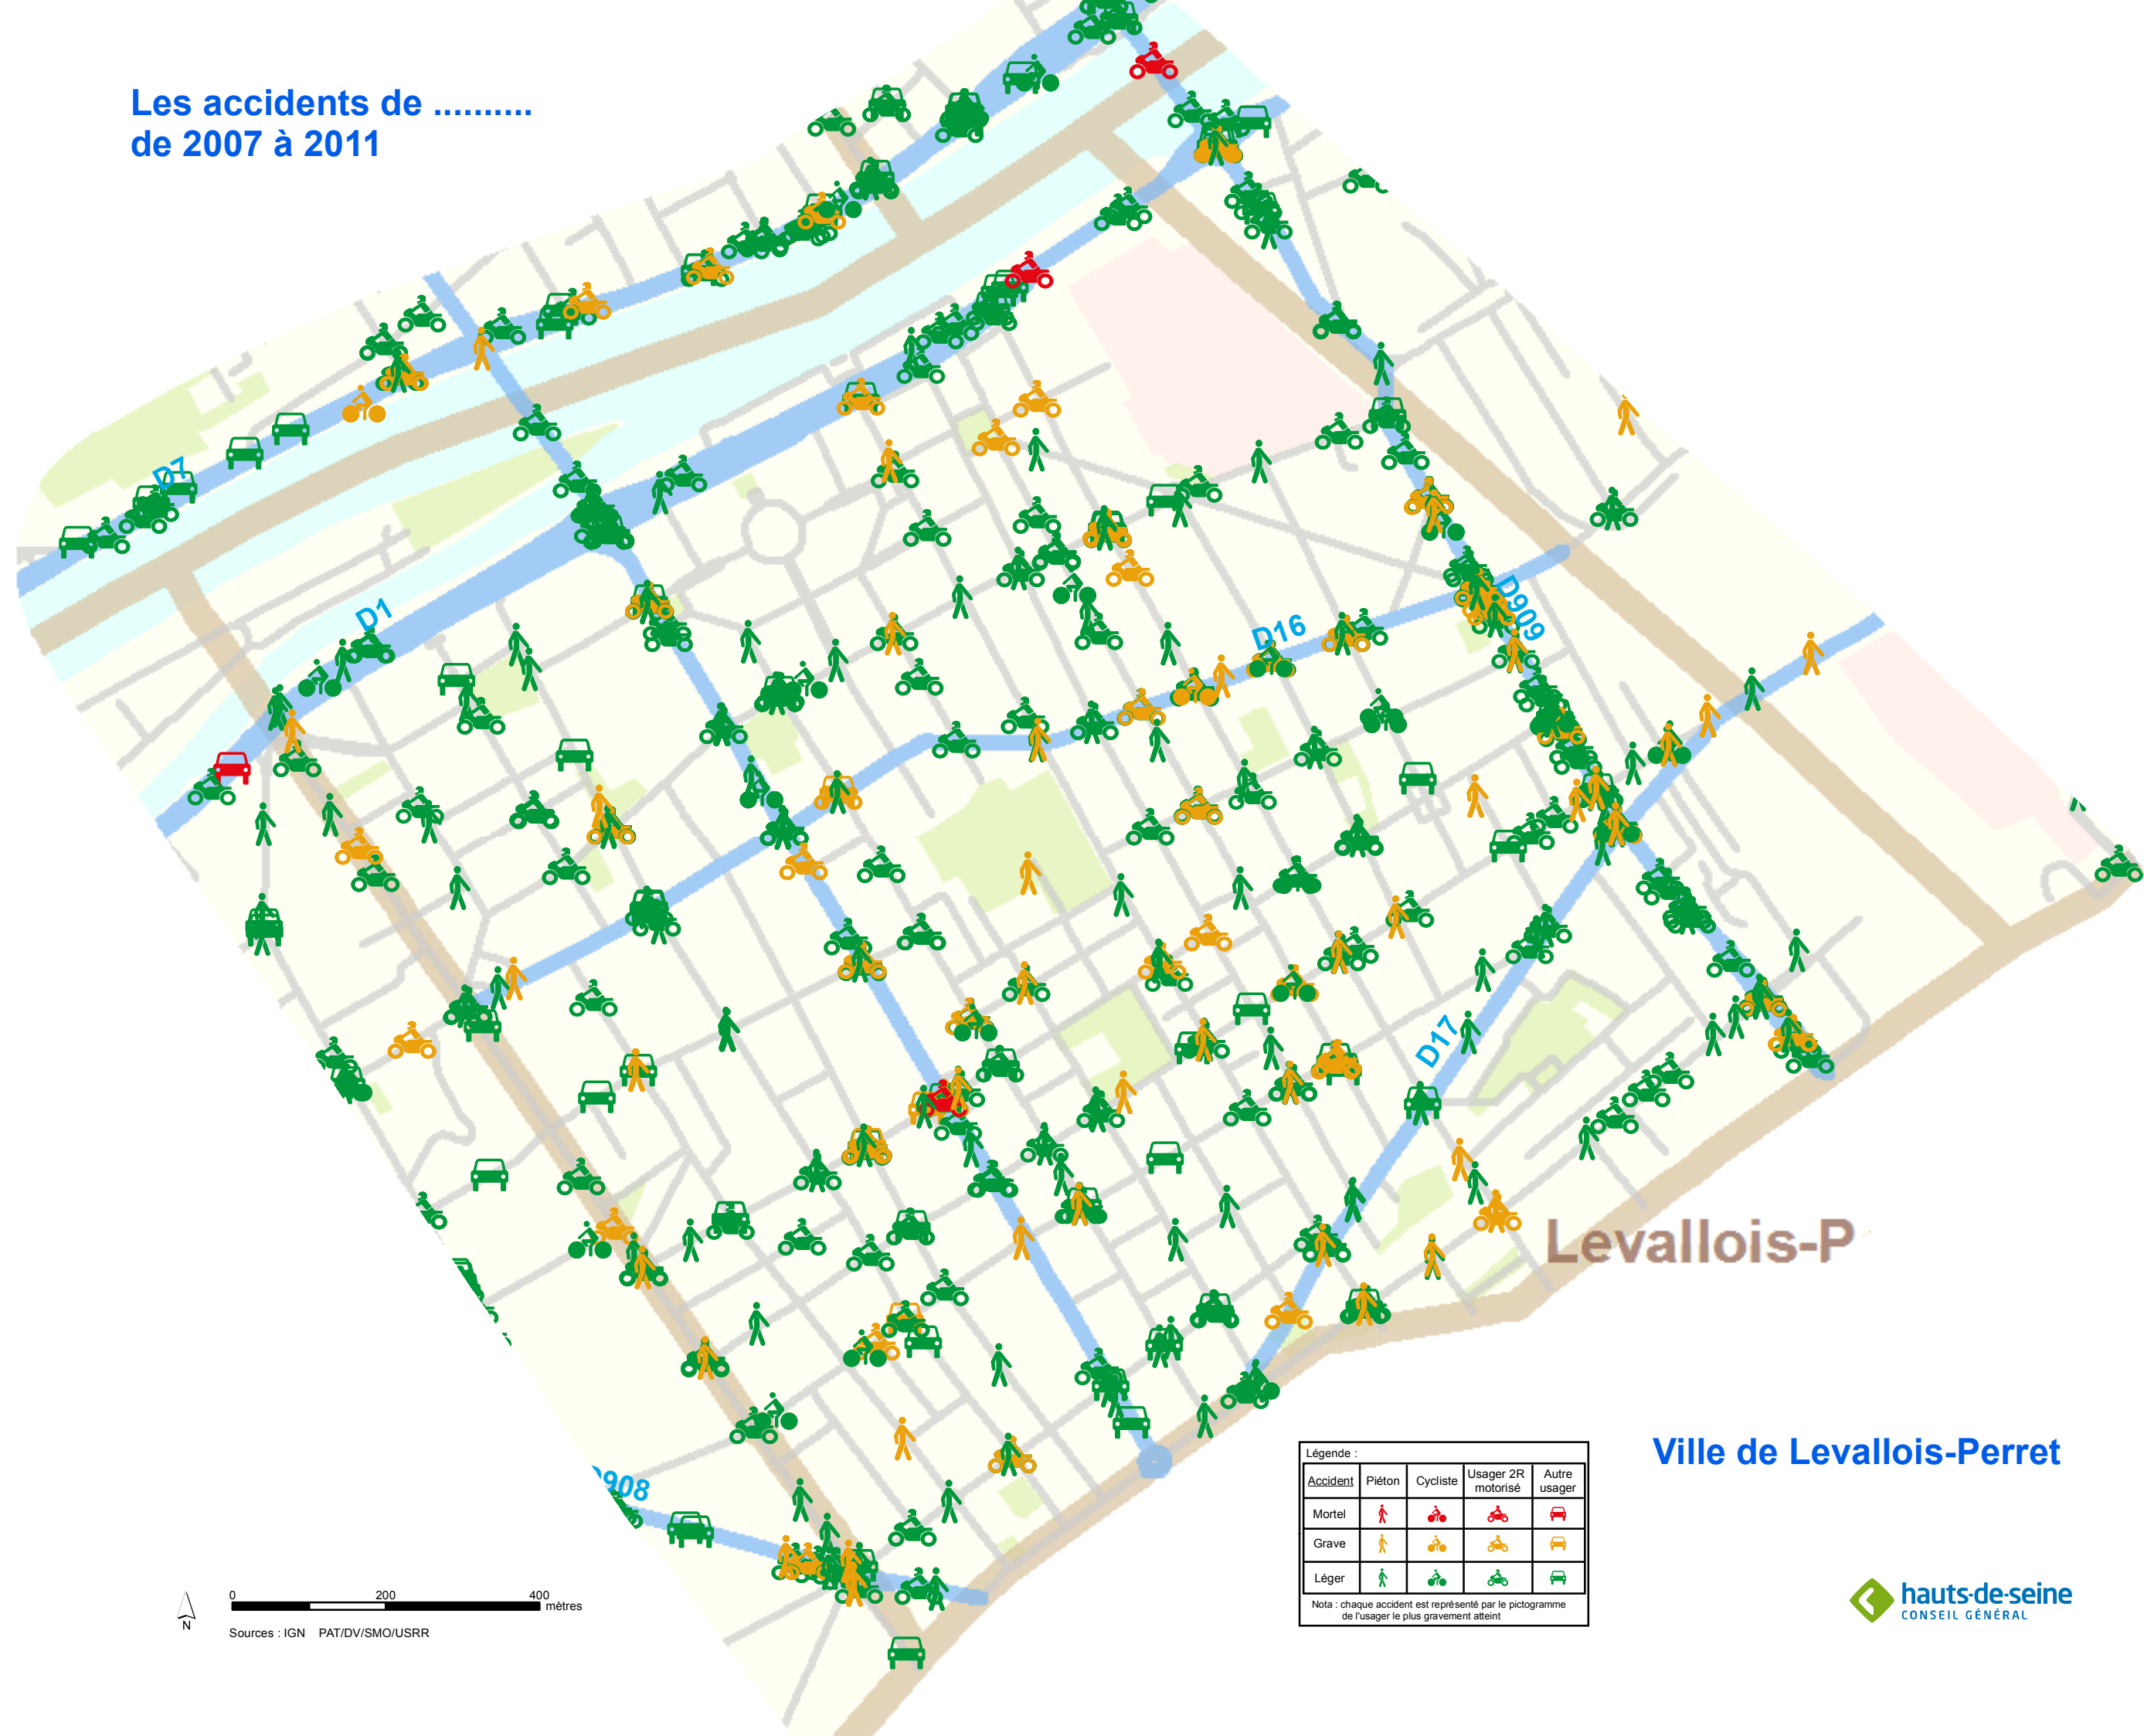 Les accidents de ..........
de 2007 à 2011
D7
D1
D16
D909
D17
Levallois-P
908
Ville de Levallois-Perret
Légende :
Accident Piéton Cycliste Usager 2R motorisé Autre usager
Mortel
Grave
Léger
Nota : chaque accident est représenté par le pictogramme
de l'usager le plus gravement atteint
0 200 400 mètres
N
Sources : IGN PAT/DV/SMO/USRR
hauts-de-seine
CONSEIL GÉNÉRAL